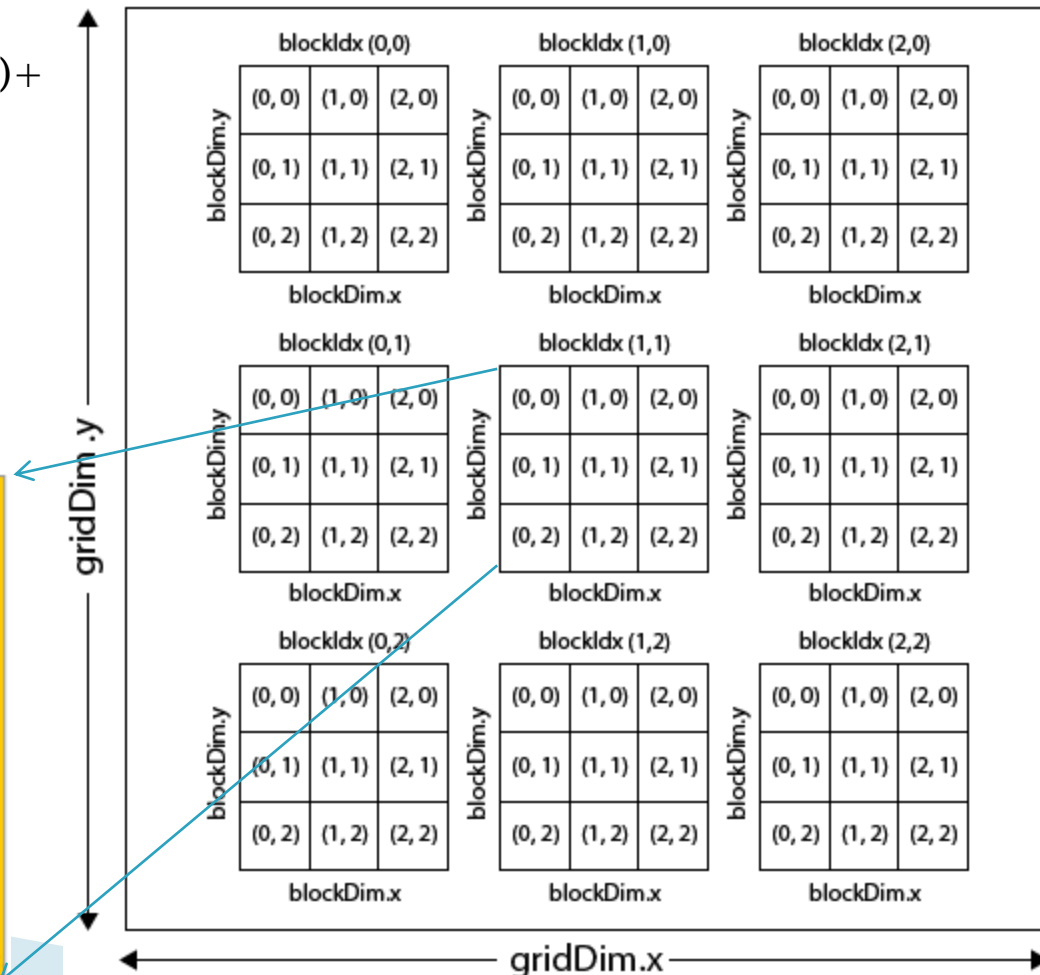 )+
blockIdx (0,0) blockIdx (1,0) blockIdx (2,0)
blockDim.y (0, 0) (1, 0) (2, 0) blockDim.y (0, 0) (1, 0) (2, 0) blockDim.y (0, 0) (1, 0) (2, 0)
(0, 1) (1, 1) (2, 1) (0, 1) (1, 1) (2, 1) (0, 1) (1, 1) (2, 1)
(0, 2) (1, 2) (2, 2) (0, 2) (1, 2) (2, 2) (0, 2) (1, 2) (2, 2)
blockDim.x blockDim.x blockDim.x
blockIdx (0,1) blockIdx (1,1) blockIdx (2,1)
gridDim .y
blockDim.y (0, 0) (1, 0) (2, 0) blockDim.y (0, 0) (1, 0) (2, 0) blockDim.y (0, 0) (1, 0) (2, 0)
(0, 1) (1, 1) (2, 1) (0, 1) (1, 1) (2, 1) (0, 1) (1, 1) (2, 1)
(0, 2) (1, 2) (2, 2) (0, 2) (1, 2) (2, 2) (0, 2) (1, 2) (2, 2)
blockDim.x blockDim.x blockDim.x
blockIdx (0,2) blockIdx (1,2) blockIdx (2,2)
blockDim.y (0, 0) (1, 0) (2, 0) blockDim.y (0, 0) (1, 0) (2, 0) blockDim.y (0, 0) (1, 0) (2, 0)
(0, 1) (1, 1) (2, 1) (0, 1) (1, 1) (2, 1) (0, 1) (1, 1) (2, 1)
(0, 2) (1, 2) (2, 2) (0, 2) (1, 2) (2, 2) (0, 2) (1, 2) (2, 2)
blockDim.x blockDim.x blockDim.x
gridDim.x